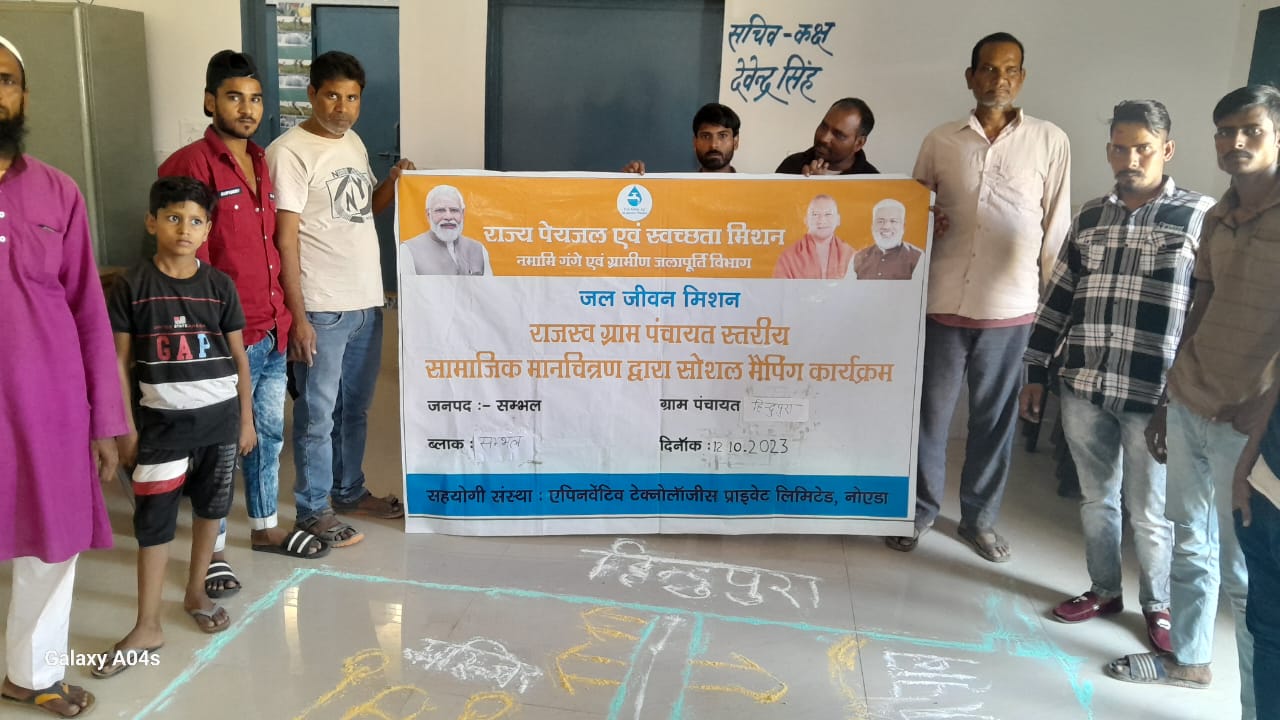 सचिव-कक्ष
देवेन्द्र सिंह
राज्य पेयजल एवं स्वच्छता मिशन
नमामि गंगे एवं ग्रामीण जलापूर्ति विभाग
जल जीवन मिशन
राजस्व ग्राम पंचायत स्तरीय
सामाजिक मानचित्रण द्वारा सोशल मैपिंग कार्यक्रम
जनपद :- सम्भल
ग्राम पंचायत हिन्दुपुरा
ब्लाक : सम्भल
दिनॉक : 12.10.2023
सहयोगी संस्था : एपिनर्वेटिव टेक्नोलॉजीस प्राइवेट लिमिटेड, नोएडा
GAP
हिन्दुपुरा
Galaxy A04s